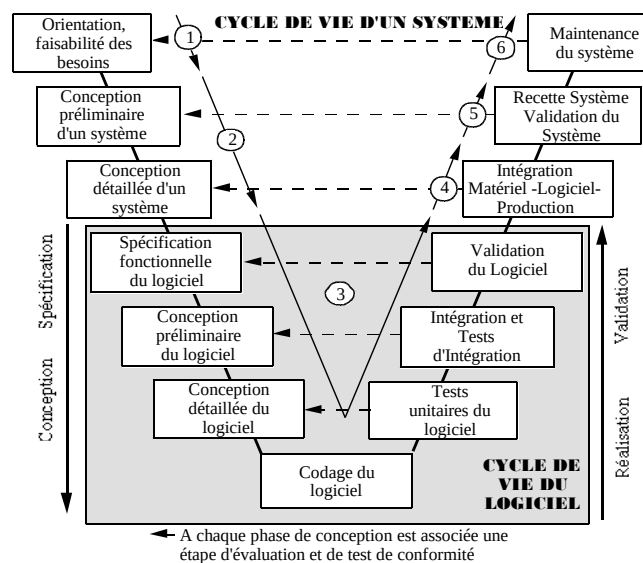 CYCLE DE VIE D'UN SYSTEME
Orientation,
faisabilité des
besoins
1
6
Maintenance
du système
Conception
préliminaire
d'un système
2
5
Recette Système
Validation du
Système
Conception
détaillée d'un
système
4
Intégration
Matériel -Logiciel-
Production
Spécification
Conception
Spécification
fonctionnelle
du logiciel
3
Validation
du Logiciel
Validation
Réalisation
Conception
préliminaire
du logiciel
Intégration et
Tests
d'Intégration
Conception
détaillée du
logiciel
Tests
unitaires du
logiciel
Codage du
logiciel
CYCLE DE
VIE DU
LOGICIEL
A chaque phase de conception est associée une
étape d'évaluation et de test de conformité